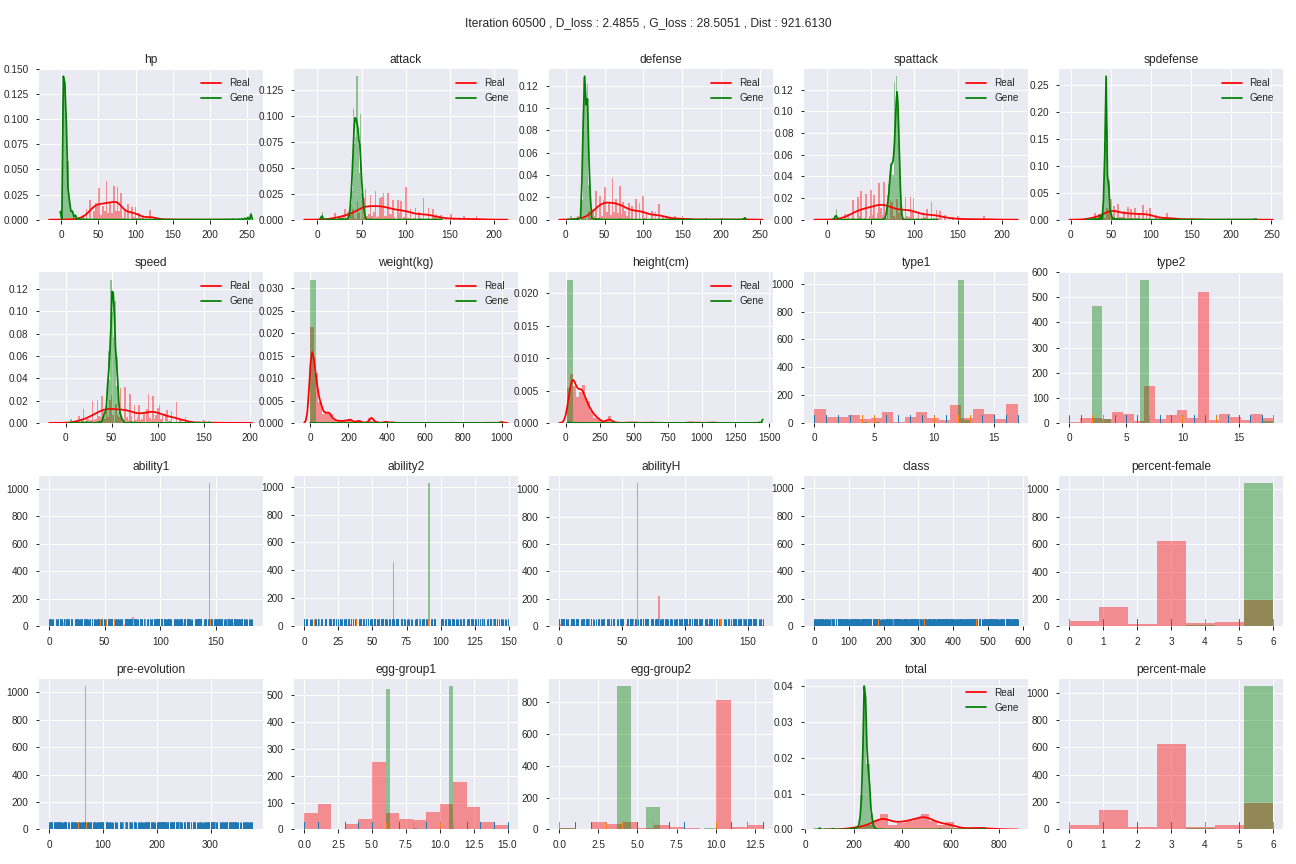 Iteration 60500 , D_loss : 2.4855 , G_loss : 28.5051 , Dist : 921.6130
hp
attack
defense
spattack
spdefense
0.150
0.125
0.100
0.075
0.050
0.025
0.000
Real
Gene
0 50 100 150 200 250
0.125
0.100
0.075
0.050
0.025
0.000
Real
Gene
0 50 100 150 200
0.12
0.10
0.08
0.06
0.04
0.02
0.00
Real
Gene
0 50 100 150 200 250
0.12
0.10
0.08
0.06
0.04
0.02
0.00
Real
Gene
0 50 100 150 200
0.25
0.20
0.15
0.10
0.05
0.00
Real
Gene
0 50 100 150 200 250
speed
weight(kg)
height(cm)
type1
type2
0.12
0.10
0.08
0.06
0.04
0.02
0.00
Real
Gene
0 50 100 150 200
0.030
0.025
0.020
0.015
0.010
0.005
0.000
Real
Gene
0 200 400 600 800 1000
0.020
0.015
0.010
0.005
0.000
Real
Gene
0 250 500 750 1000 1250 1500
1000
800
600
400
200
0
0 5 10 15
600
500
400
300
200
100
0
0 5 10 15
ability1
ability2
abilityH
class
percent-female
1000
800
600
400
200
0
0 50 100 150
1000
800
600
400
200
0
0 25 50 75 100 125 150
1000
800
600
400
200
0
0 50 100 150
1000
800
600
400
200
0
0 100 200 300 400 500 600
1000
800
600
400
200
0
0 1 2 3 4 5 6
pre-evolution
egg-group1
egg-group2
total
percent-male
1000
800
600
400
200
0
0 100 200 300
500
400
300
200
100
0
0.0 2.5 5.0 7.5 10.0 12.5 15.0
800
600
400
200
0
0.0 2.5 5.0 7.5 10.0 12.5
0.04
0.03
0.02
0.01
0.00
Real
Gene
0 200 400 600 800
1000
800
600
400
200
0
0 1 2 3 4 5 6